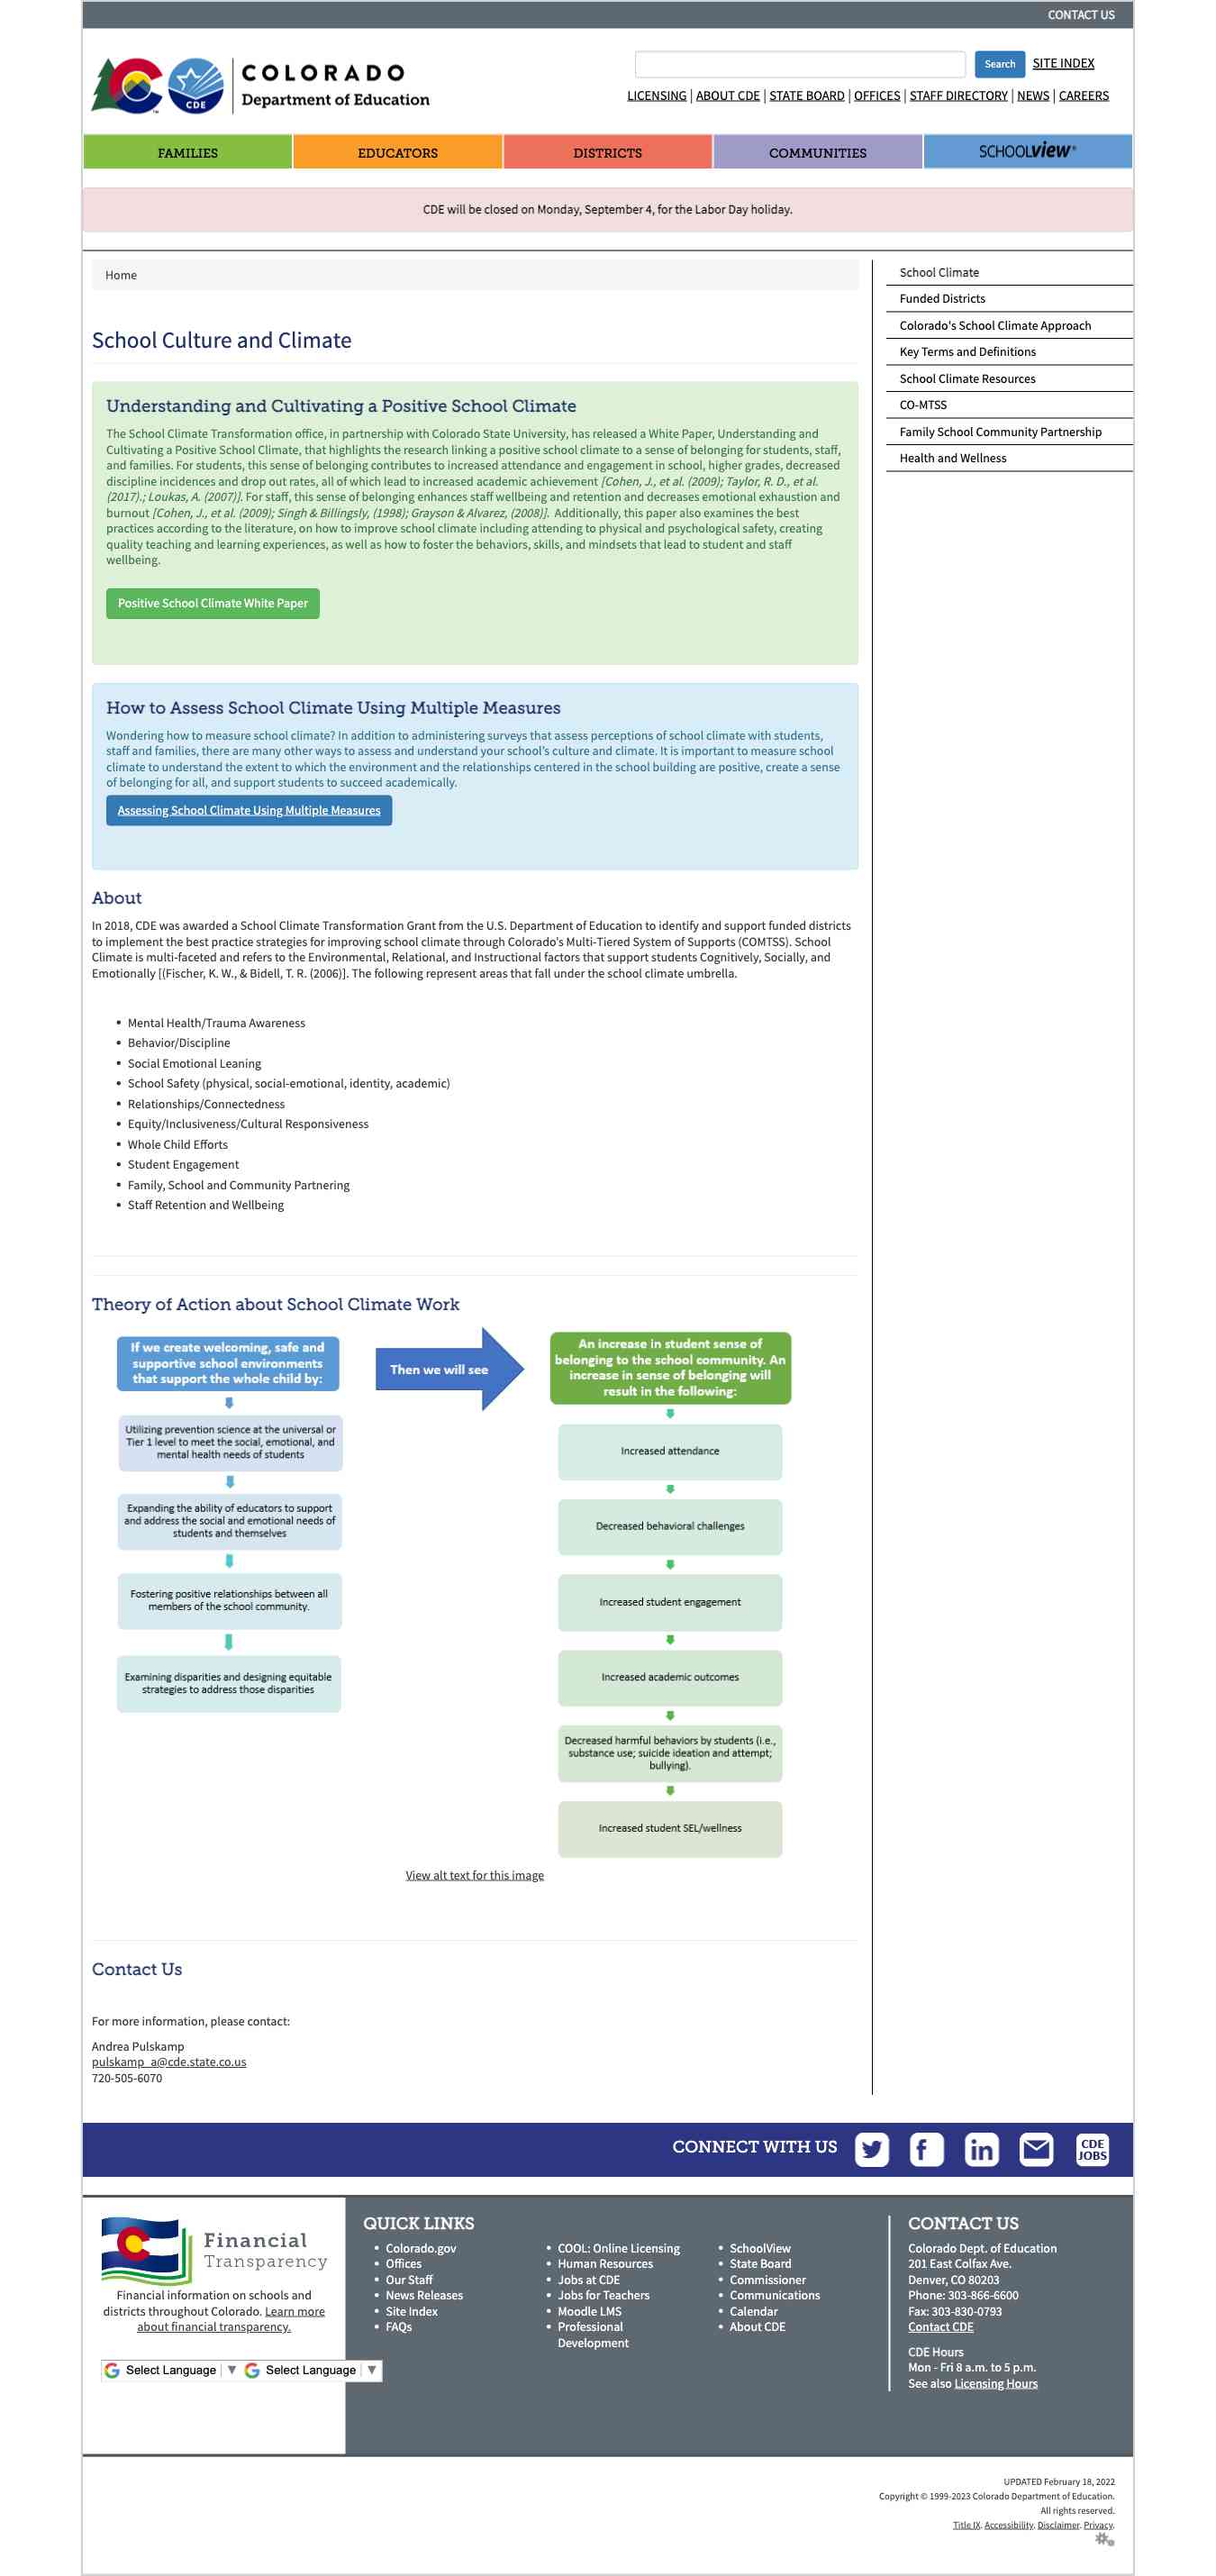 CONTACT US
COLORADO
Department of Education
CDE
Search SITE INDEX
LICENSING | ABOUT CDE | STATE BOARD | OFFICES | STAFF DIRECTORY | NEWS | CAREERS
FAMILIES EDUCATORS DISTRICTS COMMUNITIES SCHOOLVIEW®
CDE will be closed on Monday, September 4, for the Labor Day holiday.
Home
School Culture and Climate
Understanding and Cultivating a Positive School Climate
The School Climate Transformation office, in partnership with Colorado State University, has released a White Paper, Understanding and
Cultivating a Positive School Climate, that highlights the research linking a positive school climate to a sense of belonging for students, staff,
and families. For students, this sense of belonging contributes to increased attendance and engagement in school, higher grades, decreased
discipline incidences and drop out rates, all of which lead to increased academic achievement [Cohen, J., et al. (2009); Taylor, R. D., et al.
(2017).; Loukas, A. (2007)]. For staff, this sense of belonging enhances staff wellbeing and retention and decreases emotional exhaustion and
burnout [Cohen, J., et al. (2009); Singh & Billingsly, (1998); Grayson & Alvarez, (2008)]. Additionally, this paper also examines the best
practices according to the literature, on how to improve school climate including attending to physical and psychological safety, creating
quality teaching and learning experiences, as well as how to foster the behaviors, skills, and mindsets that lead to student and staff
wellbeing.
Positive School Climate White Paper
How to Assess School Climate Using Multiple Measures
Wondering how to measure school climate? In addition to administering surveys that assess perceptions of school climate with students,
staff and families, there are many other ways to assess and understand your school's culture and climate. It is important to measure school
climate to understand the extent to which the environment and the relationships centered in the school building are positive, create a sense
of belonging for all, and support students to succeed academically.
Assessing School Climate Using Multiple Measures
About
In 2018, CDE was awarded a School Climate Transformation Grant from the U.S. Department of Education to identify and support funded districts
to implement the best practice strategies for improving school climate through Colorado's Multi-Tiered System of Supports (COMTSS). School
Climate is multi-faceted and refers to the Environmental, Relational, and Instructional factors that support students Cognitively, Socially, and
Emotionally [(Fischer, K. W., & Bidell, T. R. (2006)]. The following represent areas that fall under the school climate umbrella.
• Mental Health/Trauma Awareness
• Behavior/Discipline
• Social Emotional Leaning
• School Safety (physical, social-emotional, identity, academic)
• Relationships/Connectedness
• Equity/Inclusiveness/Cultural Responsiveness
• Whole Child Efforts
• Student Engagement
• Family, School and Community Partnering
• Staff Retention and Wellbeing
Theory of Action about School Climate Work
If we create welcoming, safe and
supportive school environments
that support the whole child by:
Utilizing prevention science at the universal or
Tier 1 level to meet the social, emotional, and
mental health needs of students
Expanding the ability of educators to support
and address the social and emotional needs of
students and themselves
Fostering positive relationships between all
members of the school community.
Examining disparities and designing equitable
strategies to address those disparities
Then we will see
An increase in student sense of
belonging to the school community. An
increase in sense of belonging will
result in the following:
Increased attendance
Decreased behavioral challenges
Increased student engagement
Increased academic outcomes
Decreased harmful behaviors by students (i.e.,
substance use; suicide ideation and attempt;
bullying).
Increased student SEL/wellness
View alt text for this image
Contact Us
For more information, please contact:
Andrea Pulskamp
pulskamp_a@cde.state.co.us
720-505-6070
School Climate
Funded Districts
Colorado's School Climate Approach
Key Terms and Definitions
School Climate Resources
CO-MTSS
Family School Community Partnership
Health and Wellness
CONNECT WITH US
CDE
JOBS
Financial
Transparency
Financial information on schools and
districts throughout Colorado. Learn more
about financial transparency.
Select Language ▼ Select Language ▼
QUICK LINKS
• Colorado.gov
• Offices
• Our Staff
• News Releases
• Site Index
• FAQs
• COOL: Online Licensing
• Human Resources
• Jobs at CDE
• Jobs for Teachers
• Moodle LMS
• Professional
Development
• SchoolView
• State Board
• Commissioner
• Communications
• Calendar
• About CDE
CONTACT US
Colorado Dept. of Education
201 East Colfax Ave.
Denver, CO 80203
Phone: 303-866-6600
Fax: 303-830-0793
Contact CDE
CDE Hours
Mon - Fri 8 a.m. to 5 p.m.
See also Licensing Hours
UPDATED February 18, 2022
Copyright © 1999-2023 Colorado Department of Education.
All rights reserved.
Title IX. Accessibility. Disclaimer. Privacy.